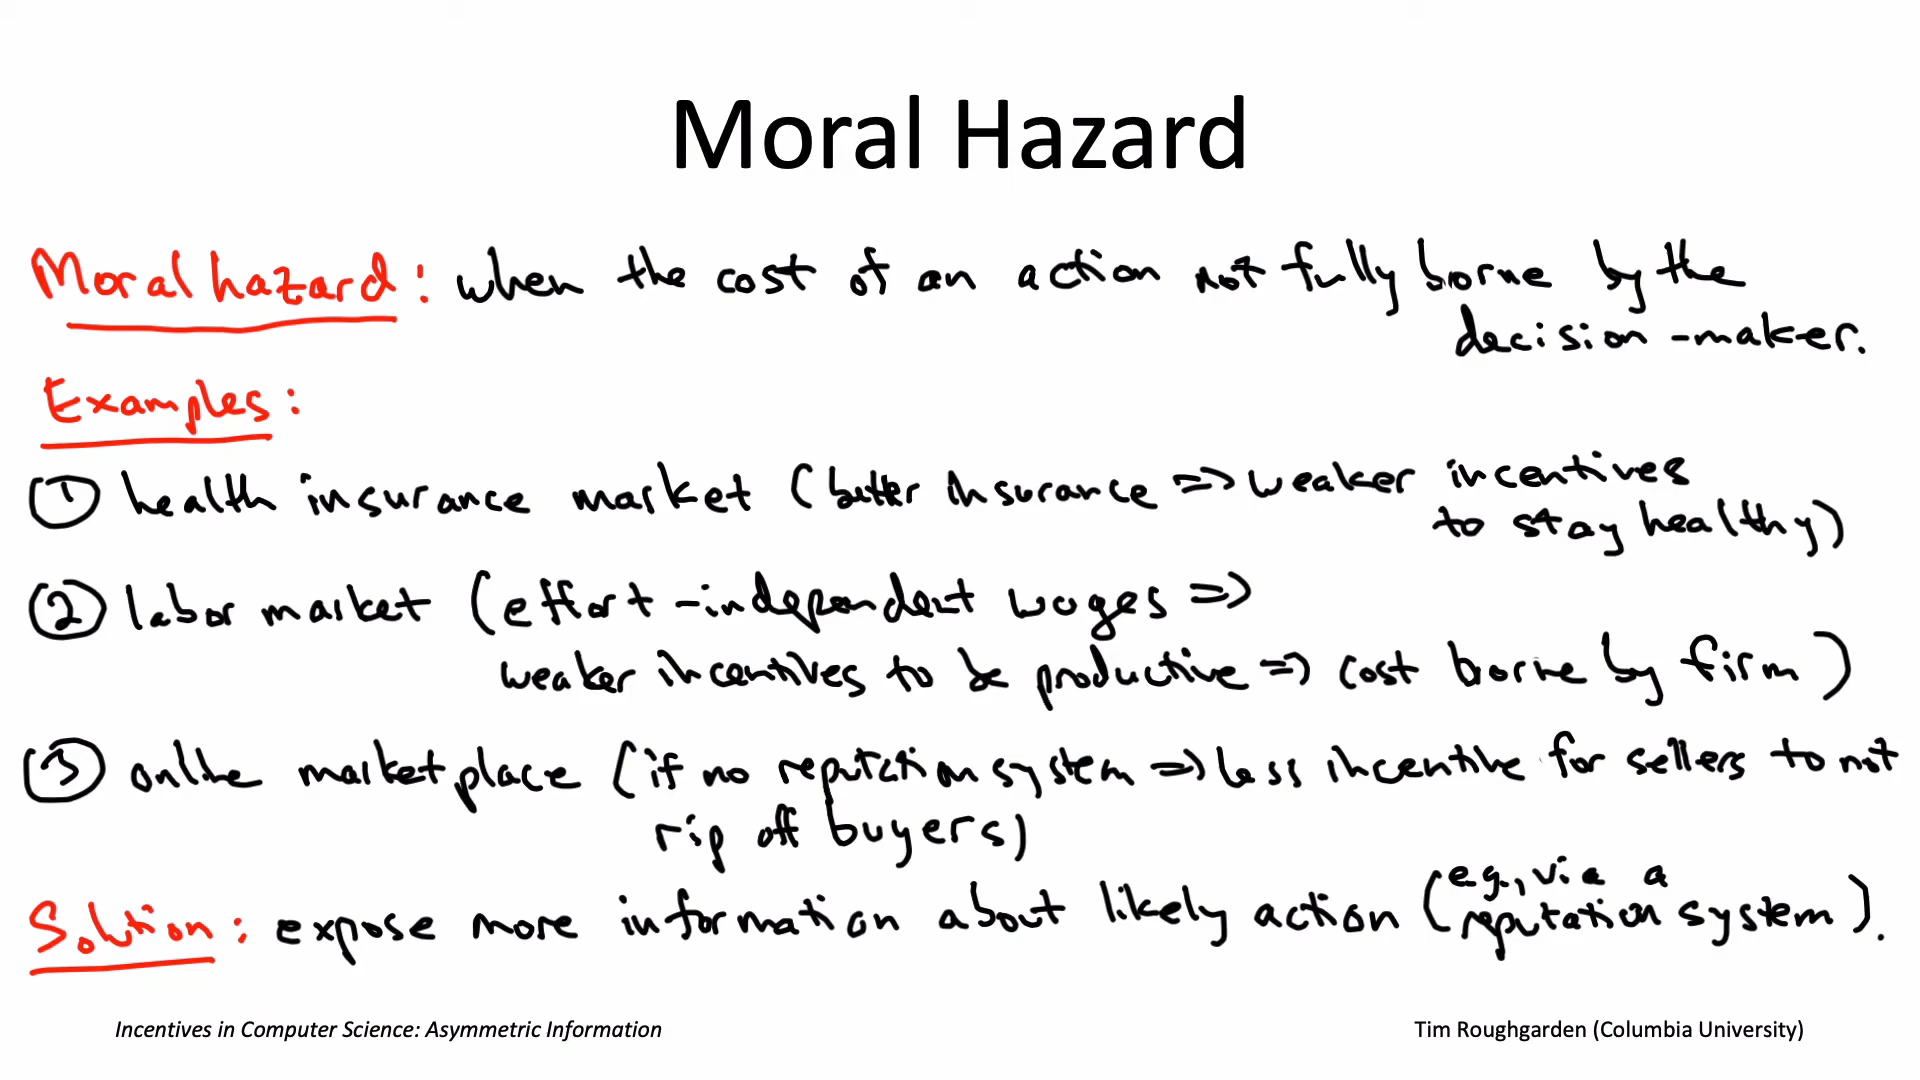 Moral Hazard
Moral hazard: when the cost of an action not fully borne by the
decision-maker.
Examples:
① health insurance market (better insurance => weaker incentives
to stay healthy)
② labor market (effort-independent wages =>
weaker incentives to be productive => cost borne by firm)
③ online marketplace (if no reputation system => less incentive for sellers to not
rip off buyers)
Solution: expose more information about likely action (e.g., via a
reputation system).
Incentives in Computer Science: Asymmetric Information
Tim Roughgarden (Columbia University)